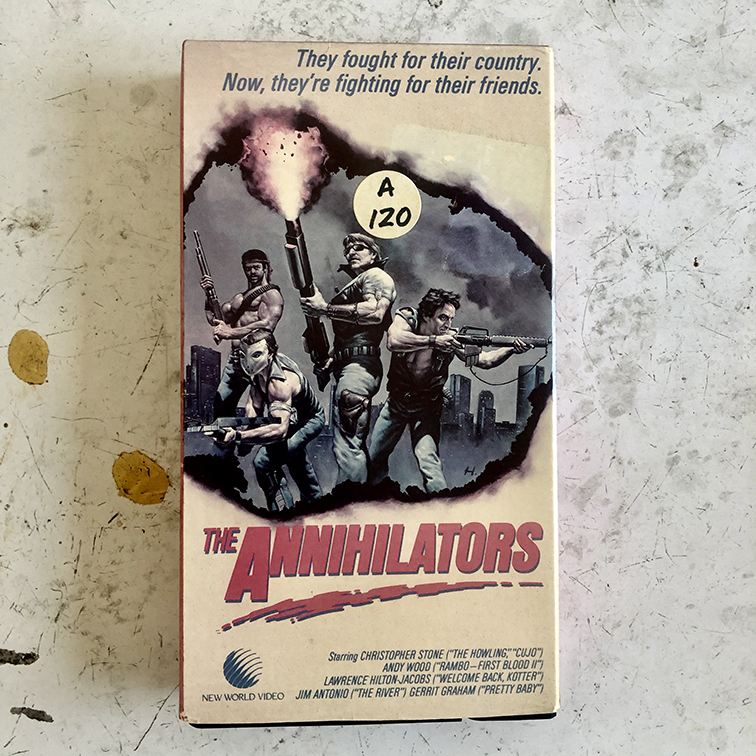 They fought for their country.
Now, they're fighting for their friends.
A
120
THE ANNIHILATORS
Starring CHRISTOPHER STONE ("THE HOWLING," "CUJO")
ANDY WOOD ("RAMBO—FIRST BLOOD II")
LAWRENCE HILTON-JACOBS ("WELCOME BACK, KOTTER")
JIM ANTONIO ("THE RIVER") GERRIT GRAHAM ("PRETTY BABY")
NEW WORLD VIDEO